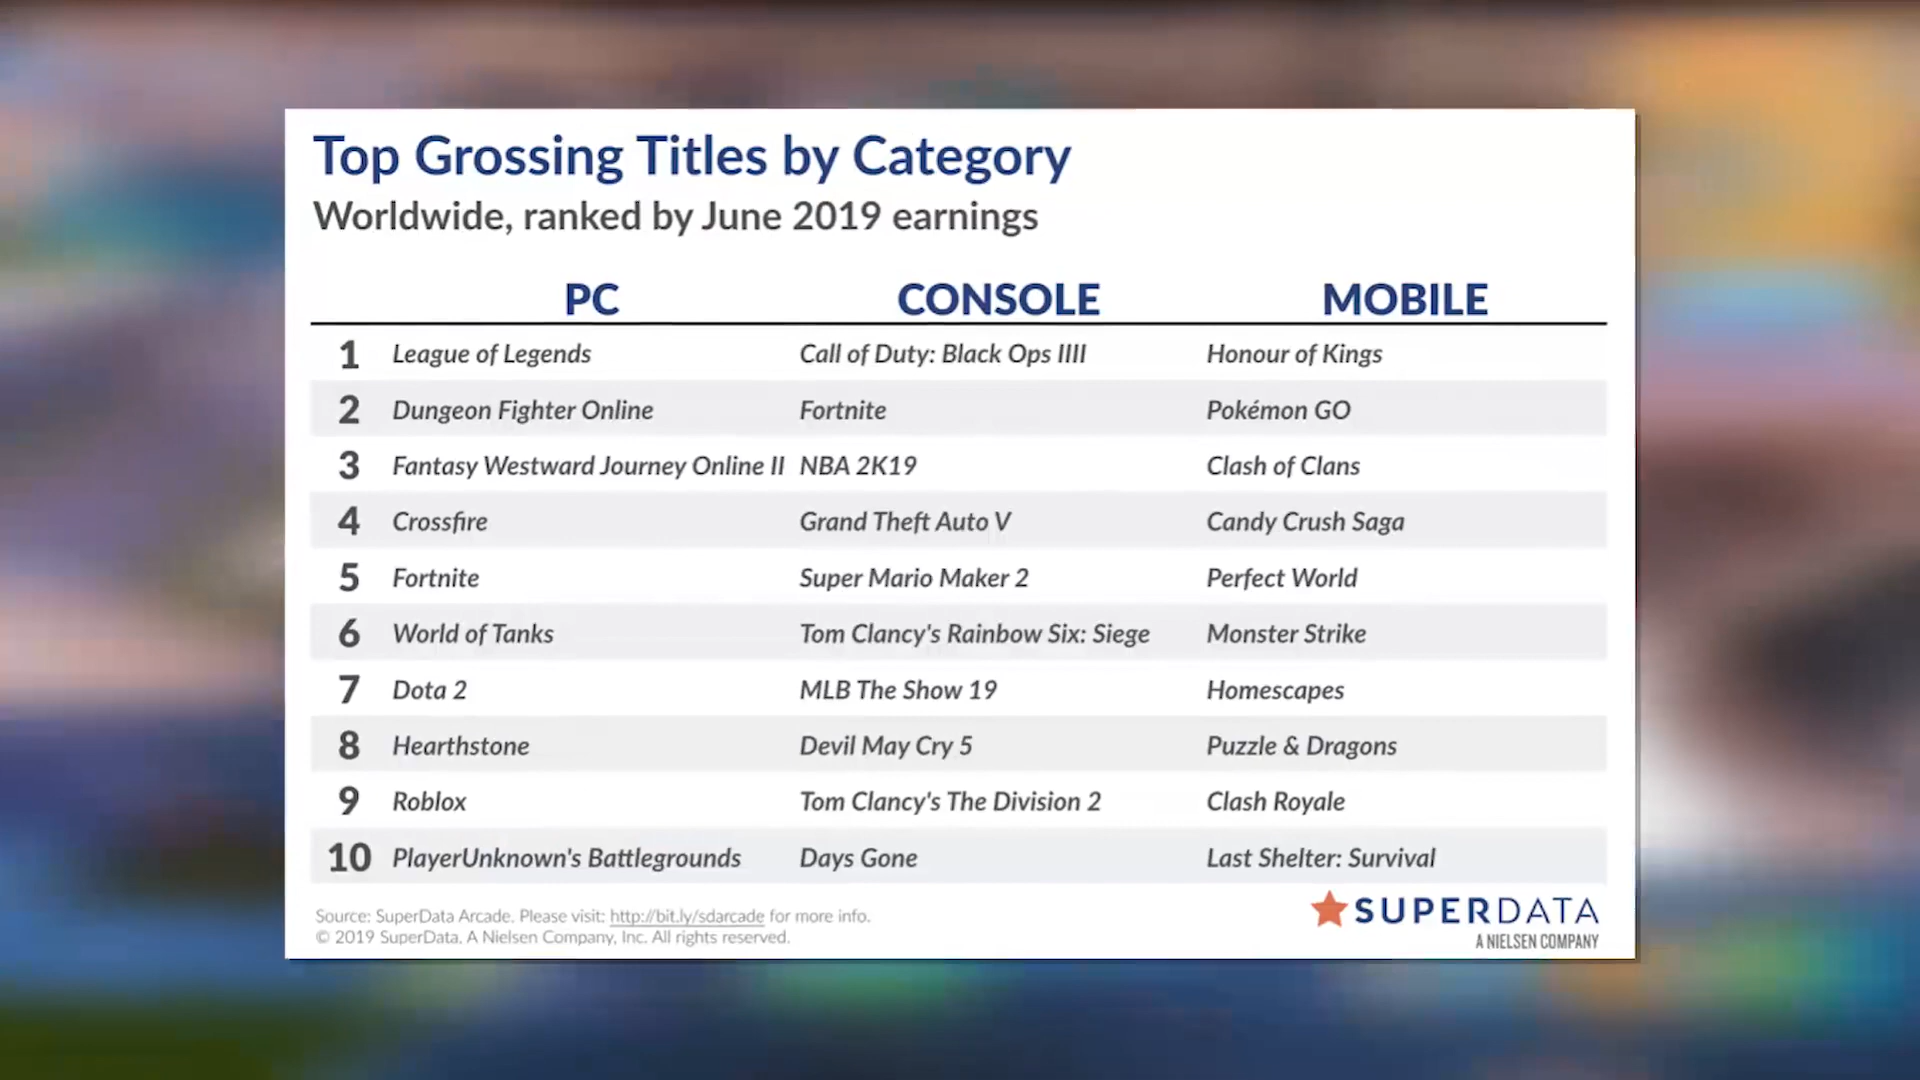 Top Grossing Titles by Category
Worldwide, ranked by June 2019 earnings
PC CONSOLE MOBILE
1 League of Legends Call of Duty: Black Ops IIII Honour of Kings
2 Dungeon Fighter Online Fortnite Pokémon GO
3 Fantasy Westward Journey Online II NBA 2K19 Clash of Clans
4 Crossfire Grand Theft Auto V Candy Crush Saga
5 Fortnite Super Mario Maker 2 Perfect World
6 World of Tanks Tom Clancy's Rainbow Six: Siege Monster Strike
7 Dota 2 MLB The Show 19 Homescapes
8 Hearthstone Devil May Cry 5 Puzzle & Dragons
9 Roblox Tom Clancy's The Division 2 Clash Royale
10 PlayerUnknown's Battlegrounds Days Gone Last Shelter: Survival
Source: SuperData Arcade. Please visit: http://bit.ly/sdarcade for more info.
© 2019 SuperData. A Nielsen Company, Inc. All rights reserved.
SUPERDATA
A NIELSEN COMPANY